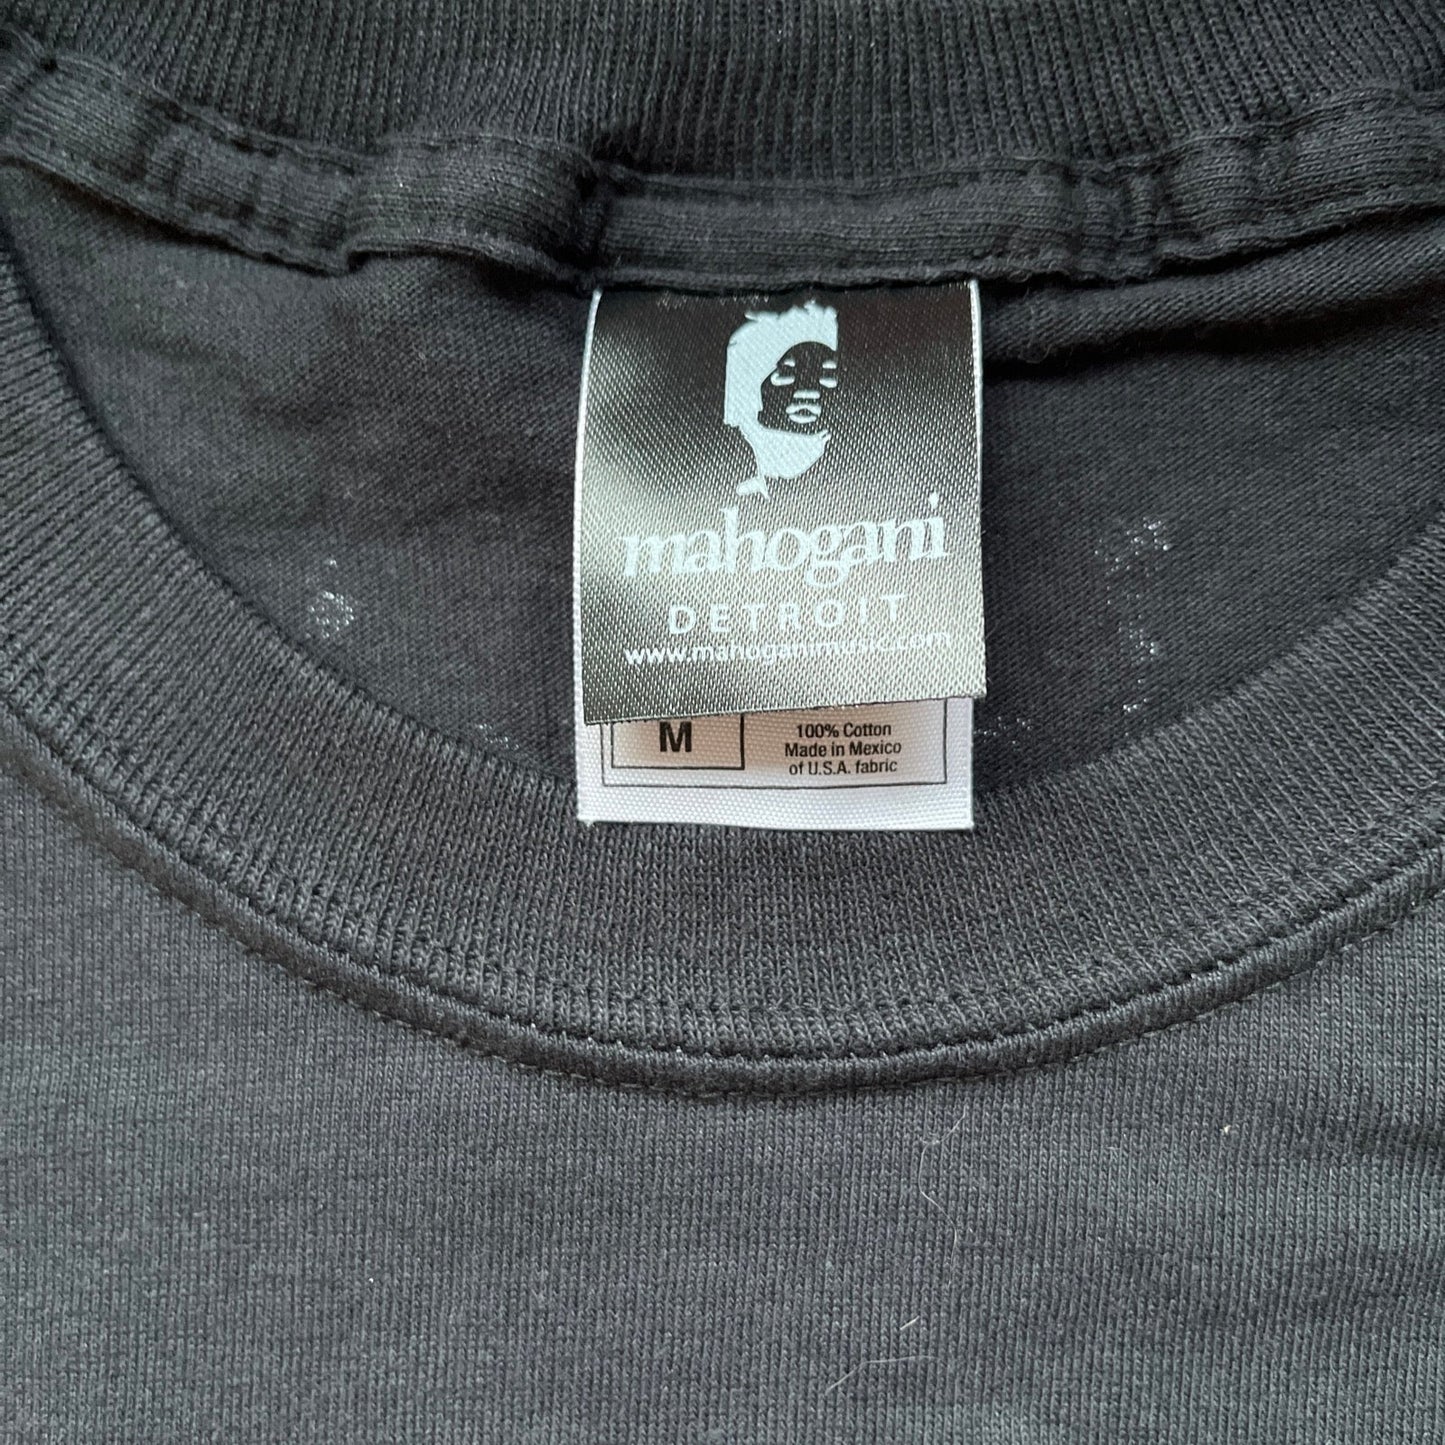 mahogani
DETROIT
www.mahoganimusic.com
M
100% Cotton
Made in Mexico
of U.S.A. fabric